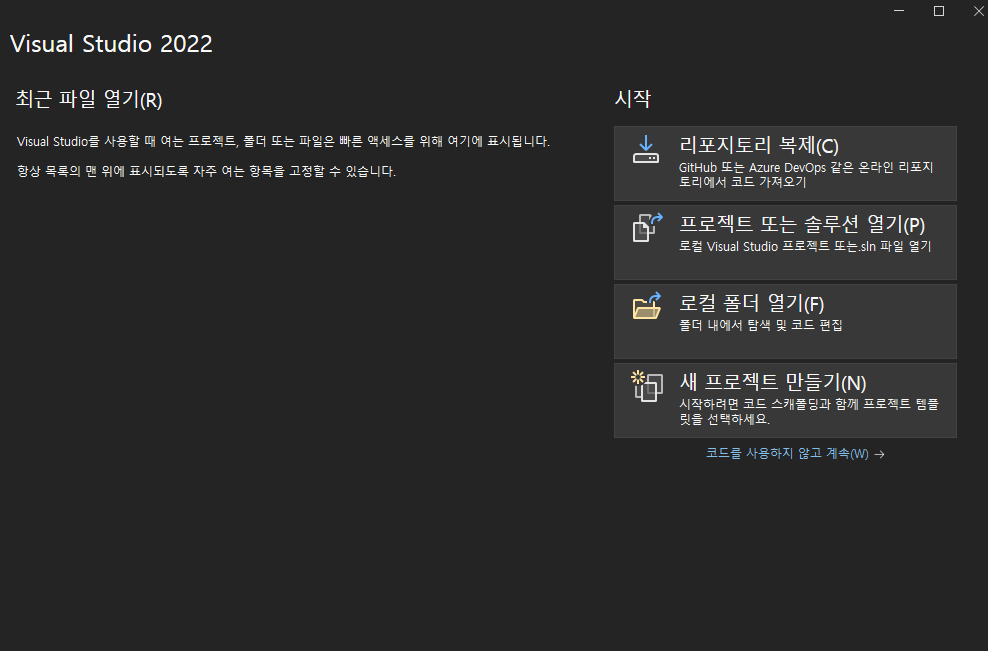 Visual Studio 2022
최근 파일 열기(R)
Visual Studio를 사용할 때 여는 프로젝트, 폴더 또는 파일은 빠른 액세스를 위해 여기에 표시됩니다.
항상 목록의 맨 위에 표시되도록 자주 여는 항목을 고정할 수 있습니다.
시작
리포지토리 복제(C)
GitHub 또는 Azure DevOps 같은 온라인 리포지
토리에서 코드 가져오기
프로젝트 또는 솔루션 열기(P)
로컬 Visual Studio 프로젝트 또는.sln 파일 열기
로컬 폴더 열기(F)
폴더 내에서 탐색 및 코드 편집
새 프로젝트 만들기(N)
시작하려면 코드 스캐폴딩과 함께 프로젝트 템플
릿을 선택하세요.
코드를 사용하지 않고 계속(W) →